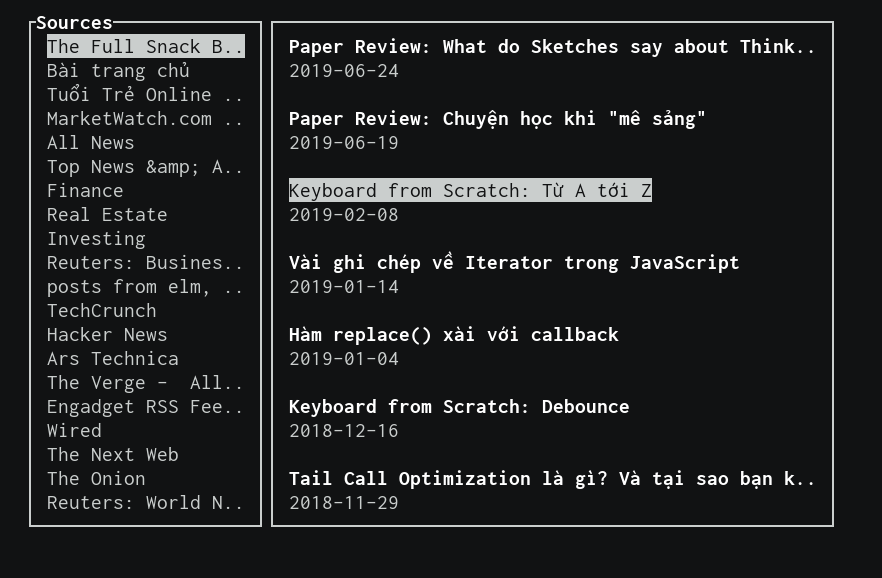 Sources
The Full Snack B..
Bài trang chủ
Tuổi Trẻ Online ..
MarketWatch.com ..
All News
Top News &amp; A..
Finance
Real Estate
Investing
Reuters: Busines..
posts from elm, ..
TechCrunch
Hacker News
Ars Technica
The Verge -  All..
Engadget RSS Fee..
Wired
The Next Web
The Onion
Reuters: World N..
Paper Review: What do Sketches say about Think..
2019-06-24
Paper Review: Chuyện học khi "mê sảng"
2019-06-19
Keyboard from Scratch: Từ A tới Z
2019-02-08
Vài ghi chép về Iterator trong JavaScript
2019-01-14
Hàm replace() xài với callback
2019-01-04
Keyboard from Scratch: Debounce
2018-12-16
Tail Call Optimization là gì? Và tại sao bạn k..
2018-11-29